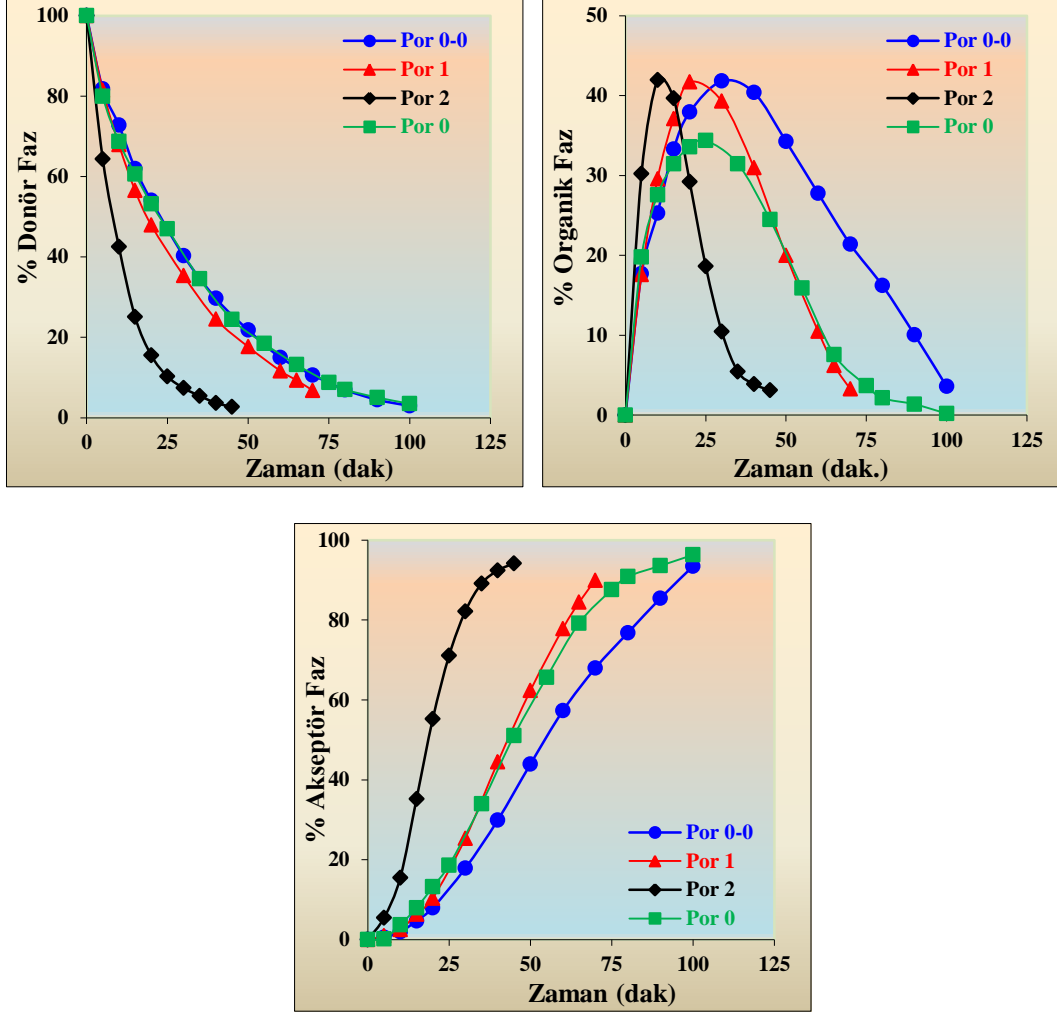 % Donör Faz
100
80
60
40
20
0
0 25 50 75 100 125
Zaman (dak)
Por 0-0
Por 1
Por 2
Por 0
% Organik Faz
50
40
30
20
10
0
0 25 50 75 100 125
Zaman (dak.)
Por 0-0
Por 1
Por 2
Por 0
% Akseptör Faz
100
80
60
40
20
0
0 25 50 75 100 125
Zaman (dak)
Por 0-0
Por 1
Por 2
Por 0